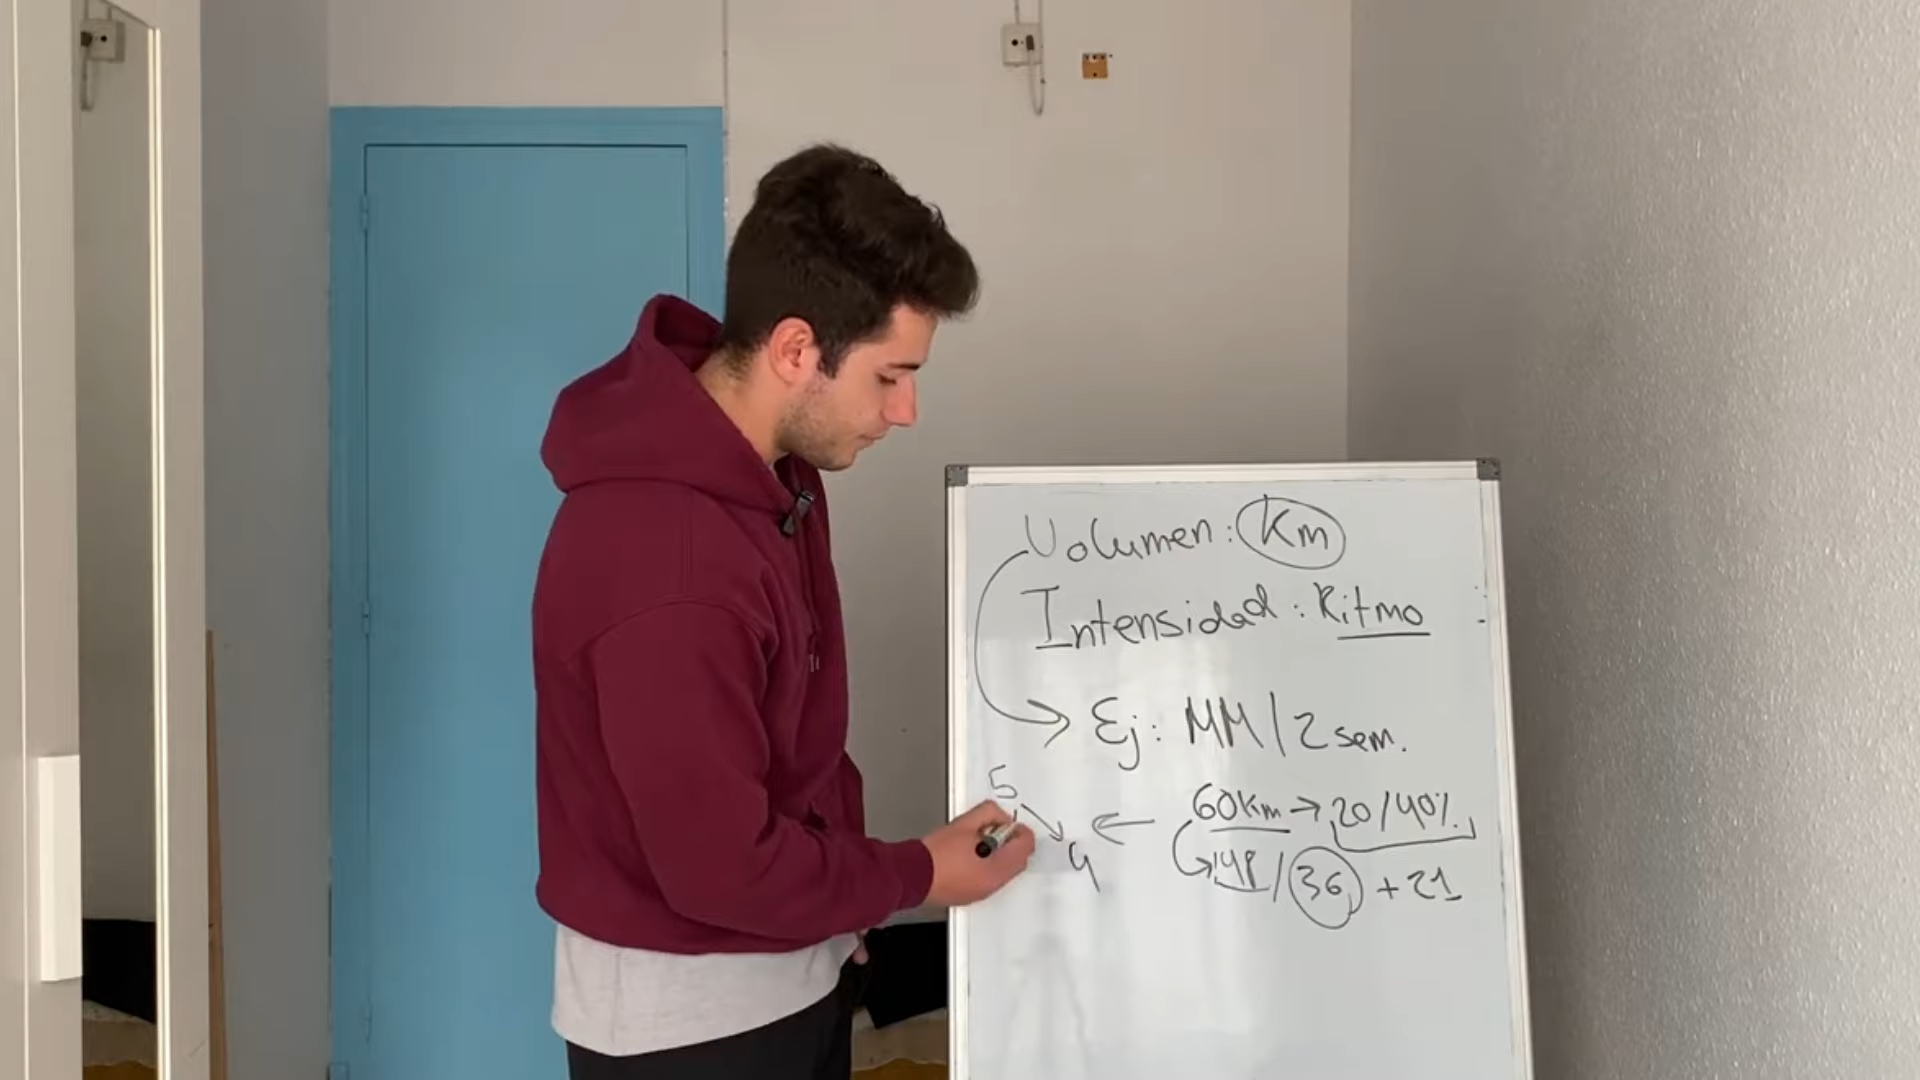 Volumen: Km
Intensidad: Ritmo
→ Ej: MM/2 sem.
5 ↘ 4 ← 60Km → 20/40%
↳ 48/36 + 21